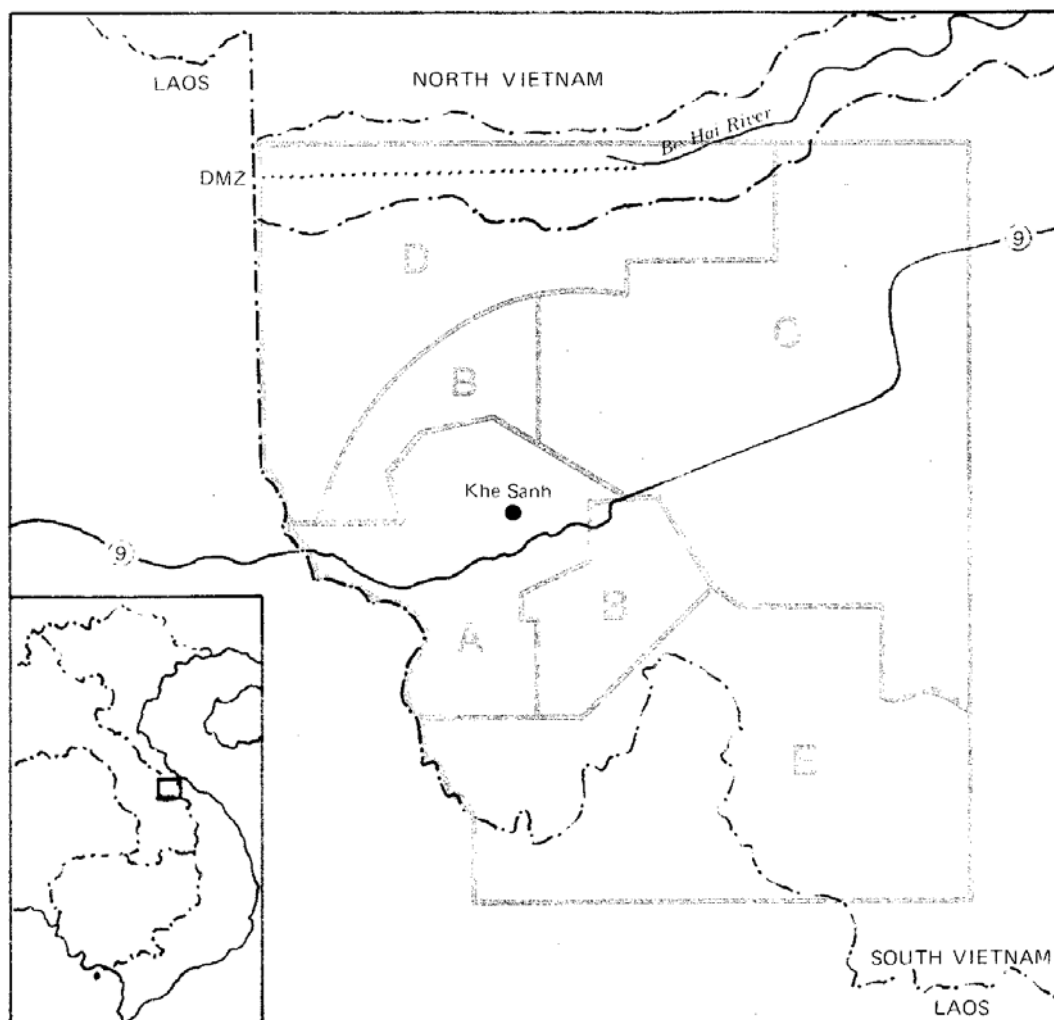 LAOS
NORTH VIETNAM
Ben Hai River
DMZ
9
D
C
B
Khe Sanh
9
B
A
E
SOUTH VIETNAM
LAOS